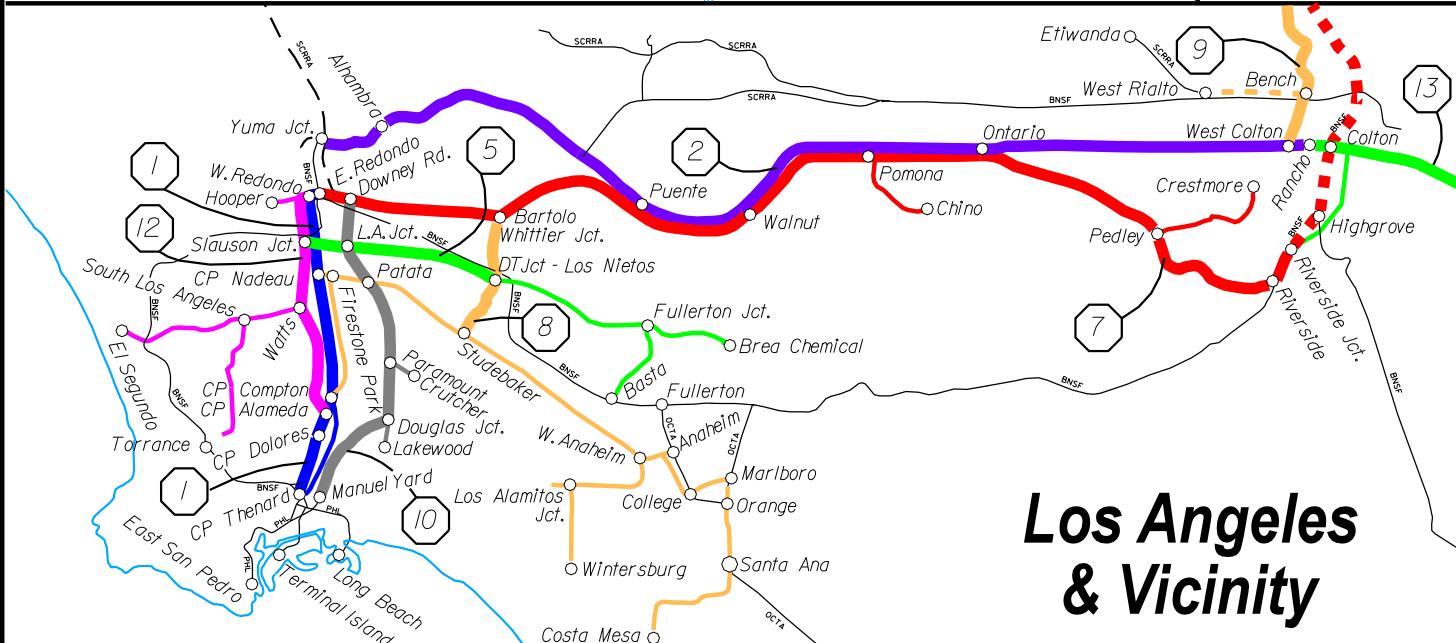 SCRRA
Alhambra
SCRRA
SCRRA
SCRRA
Etiwanda
SCRRA
9
West Rialto
Bench
13
BNSF
BNSF
Yuma Jct.
BNSF
E. Redondo
Downey Rd.
5
2
Ontario
West Colton
Colton
Rancho
1
W. Redondo
Hooper
Puente
Pomona
Chino
Crestmore
12
Slauson Jct.
L.A.Jct.
BNSF
Bartolo
Whittier Jct.
Walnut
Pedley
BNSF
Highgrove
CP Nadeau
Patata
DTJct - Los Nietos
South Los Angeles
BNSF
Firestone Park
BNSF
8
Fullerton Jct.
7
Riverside
Riverside Jct.
Watts
Studebaker
Brea Chemical
El Segundo
CP Compton
CP Alameda
Paramount
Crutcher
BNSF
Basta
Fullerton
BNSF
BNSF
BNSF
Torrance
CP Dolores
Douglas Jct.
Lakewood
W. Anaheim
OCTA
Anaheim
OCTA
1
BNSF
CP Thenard
Manuel Yard
10
Los Alamitos
Jct.
College
Marlboro
Orange
PHL
PHL
East San Pedro
PHL
Terminal Island
Long Beach
Wintersburg
Santa Ana
OCTA
Costa Mesa
Los Angeles
& Vicinity